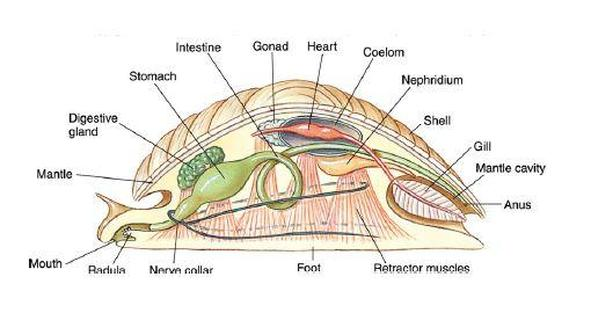 Intestine
Gonad
Heart
Coelom
Stomach
Nephridium
Digestive
gland
Shell
Gill
Mantle
Mantle cavity
Anus
Mouth
Radula
Nerve collar
Foot
Retractor muscles